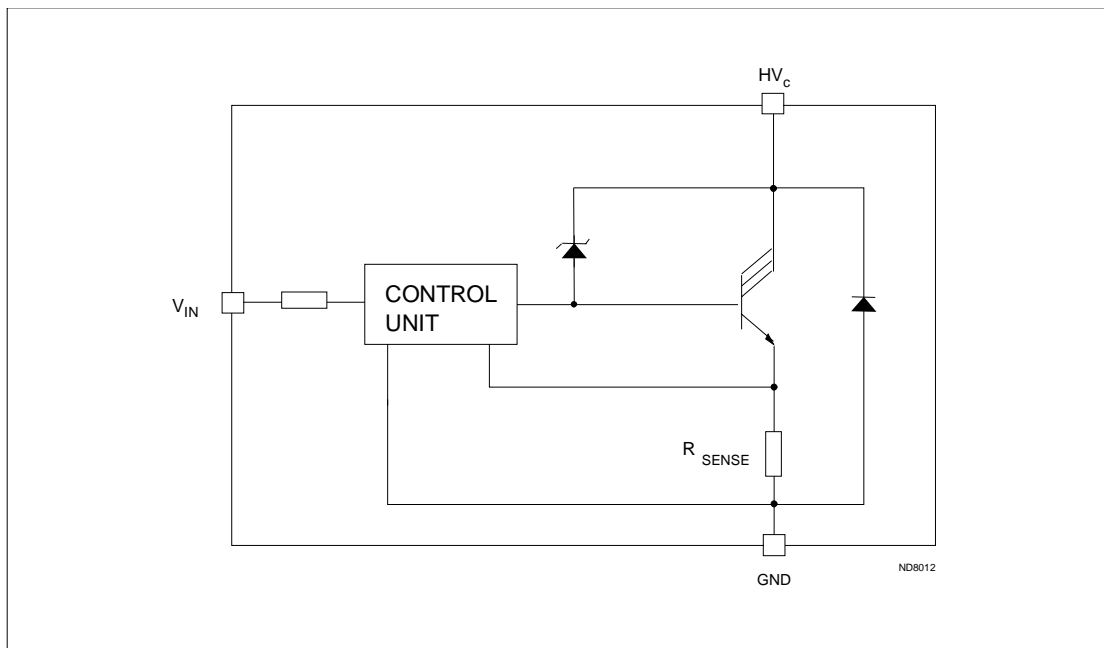 HVc
VIN
CONTROL
UNIT
R SENSE
ND8012
GND